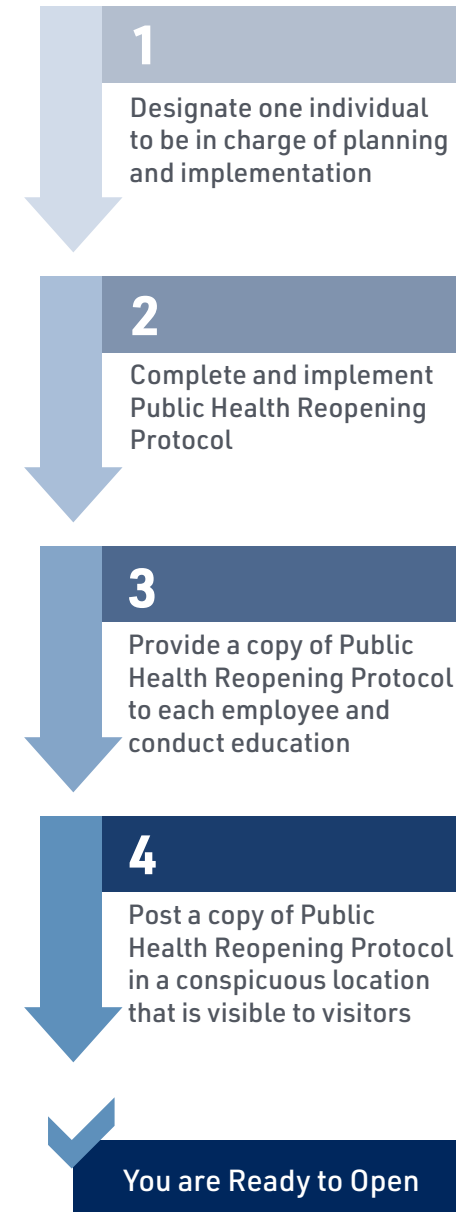 1
Designate one individual
to be in charge of planning
and implementation
2
Complete and implement
Public Health Reopening
Protocol
3
Provide a copy of Public
Health Reopening Protocol
to each employee and
conduct education
4
Post a copy of Public
Health Reopening Protocol
in a conspicuous location
that is visible to visitors
You are Ready to Open